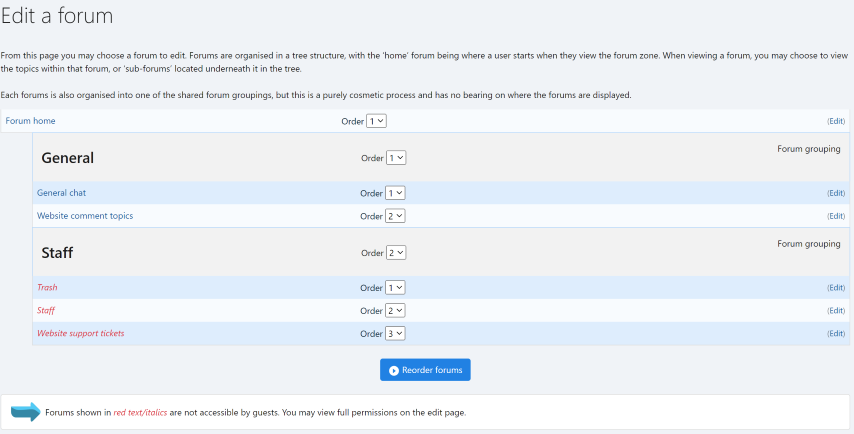 Edit a forum
From this page you may choose a forum to edit. Forums are organised in a tree structure, with the 'home' forum being where a user starts when they view the forum zone. When viewing a forum, you may choose to view
the topics within that forum, or 'sub-forums' located underneath it in the tree.
Each forums is also organised into one of the shared forum groupings, but this is a purely cosmetic process and has no bearing on where the forums are displayed.
Forum home Order 1 (Edit)
General Order 1 Forum grouping
General chat Order 1 (Edit)
Website comment topics Order 2 (Edit)
Staff Order 2 Forum grouping
Trash Order 1 (Edit)
Staff Order 2 (Edit)
Website support tickets Order 3 (Edit)
Reorder forums
Forums shown in red text/italics are not accessible by guests. You may view full permissions on the edit page.